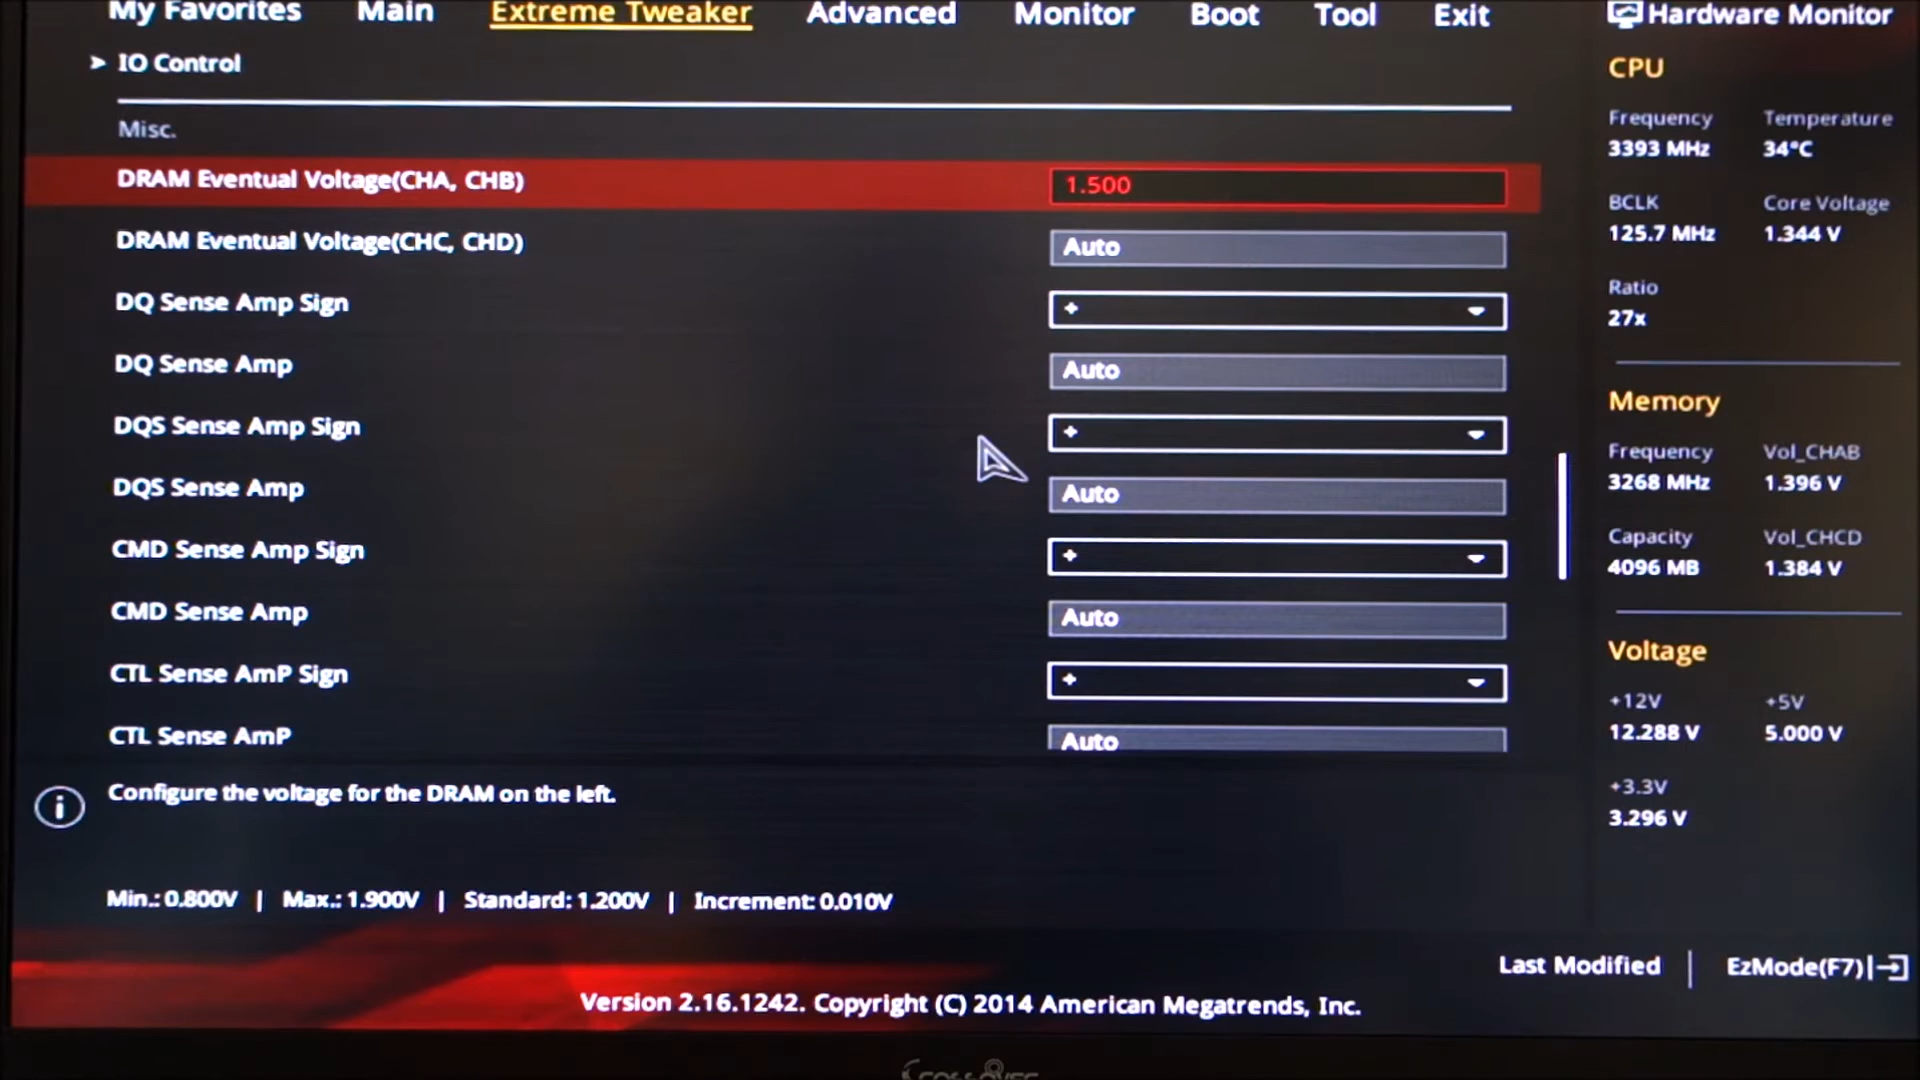 My Favorites Main Extreme Tweaker Advanced Monitor Boot Tool Exit
IO Control
Misc.
DRAM Eventual Voltage(CHA, CHB) 1.500
DRAM Eventual Voltage(CHC, CHD) Auto
DQ Sense Amp Sign +
DQ Sense Amp Auto
DQS Sense Amp Sign +
DQS Sense Amp Auto
CMD Sense Amp Sign +
CMD Sense Amp Auto
CTL Sense AmP Sign +
CTL Sense AmP Auto
Configure the voltage for the DRAM on the left.
Min.: 0.800V | Max.: 1.900V | Standard: 1.200V | Increment: 0.010V
Hardware Monitor
CPU
Frequency Temperature
3393 MHz 34°C
BCLK Core Voltage
125.7 MHz 1.344 V
Ratio
27x
Memory
Frequency Vol_CHAB
3268 MHz 1.396 V
Capacity Vol_CHCD
4096 MB 1.384 V
Voltage
+12V +5V
12.288 V 5.000 V
+3.3V
3.296 V
Last Modified | EzMode(F7)
Version 2.16.1242. Copyright (C) 2014 American Megatrends, Inc.